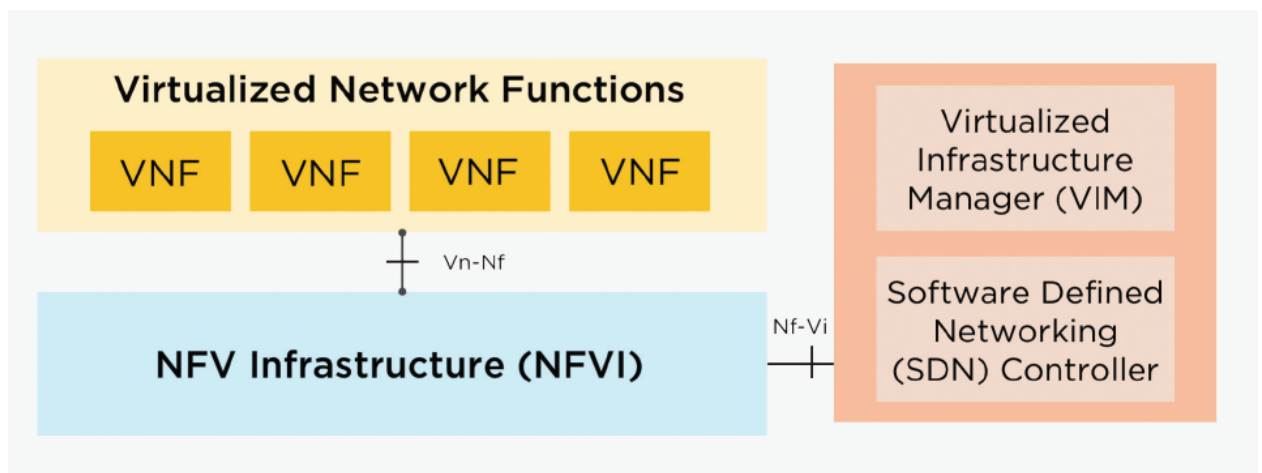 Virtualized Network Functions
VNF
VNF
VNF
VNF
Vn-Nf
NFV Infrastructure (NFVI)
Nf-Vi
Virtualized
Infrastructure
Manager (VIM)
Software Defined
Networking
(SDN) Controller